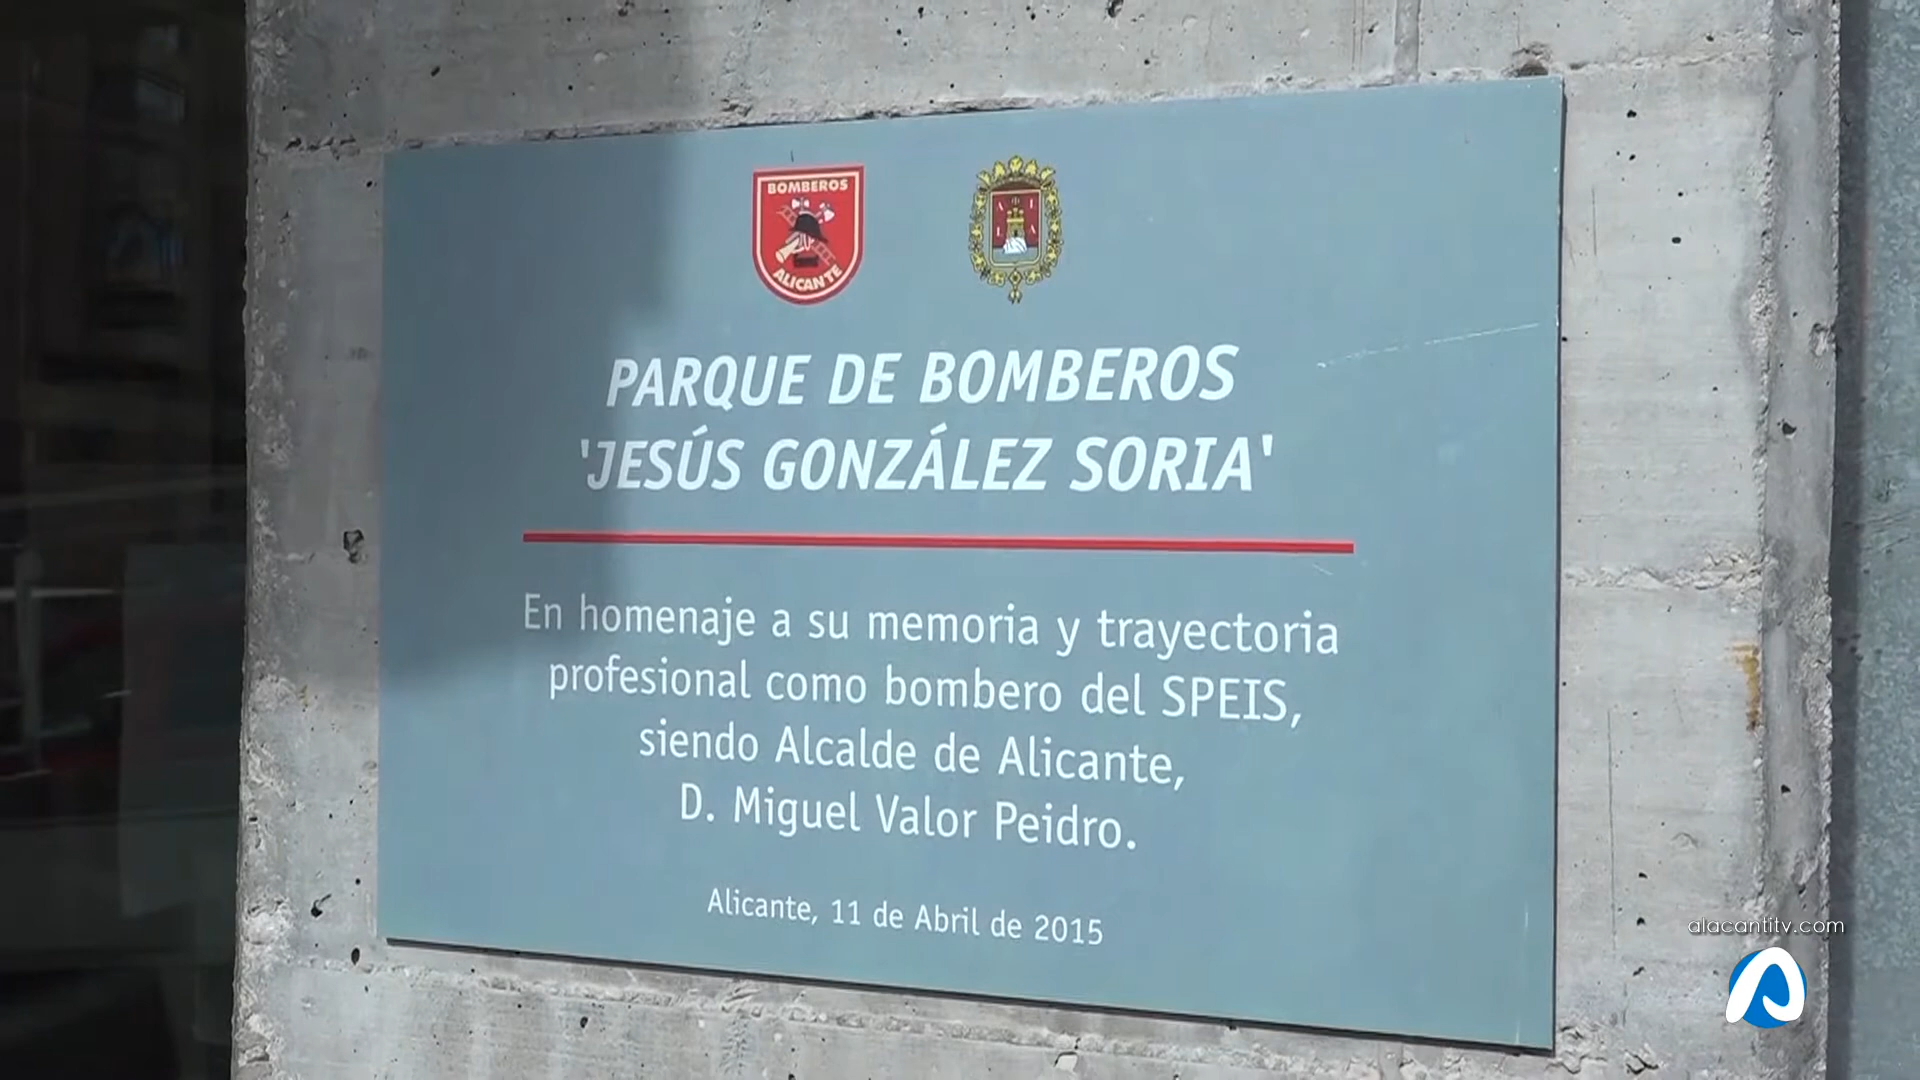 BOMBEROS
ALICANTE
PARQUE DE BOMBEROS
'JESÚS GONZÁLEZ SORIA'
En homenaje a su memoria y trayectoria
profesional como bombero del SPEIS,
siendo Alcalde de Alicante,
D. Miguel Valor Peidro.
Alicante, 11 de Abril de 2015
alacantitv.com